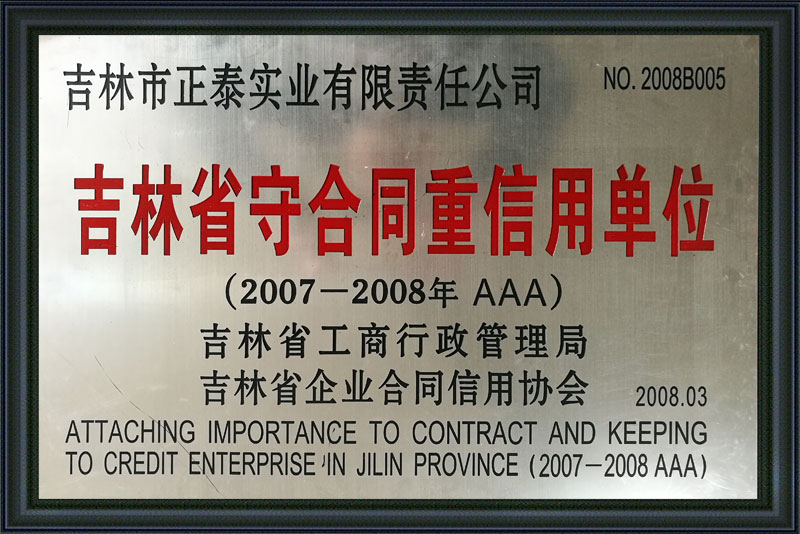 吉林市正泰实业有限责任公司 NO. 2008B005
吉林省守合同重信用单位
（2007－2008年 AAA）
吉林省工商行政管理局
吉林省企业合同信用协会 2008.03
ATTACHING IMPORTANCE TO CONTRACT AND KEEPING
TO CREDIT ENTERPRISE IN JILIN PROVINCE (2007－2008 AAA)